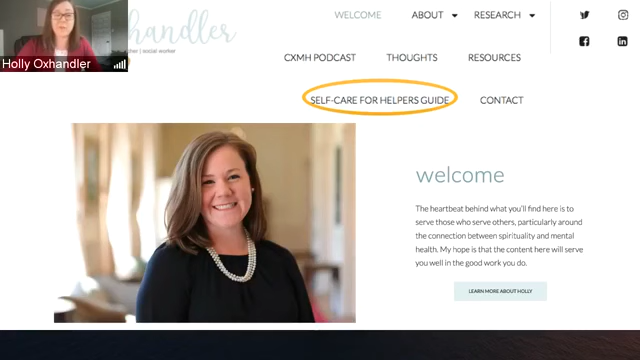 Holly Oxhandler
handler
social worker
WELCOME
ABOUT
RESEARCH
CXMH PODCAST
THOUGHTS
RESOURCES
SELF-CARE FOR HELPERS GUIDE
CONTACT
welcome
The heartbeat behind what you'll find here is to
serve those who serve others, particularly around
the connection between spirituality and mental
health. My hope is that the content here will serve
you well in the good work you do.
LEARN MORE ABOUT HOLLY